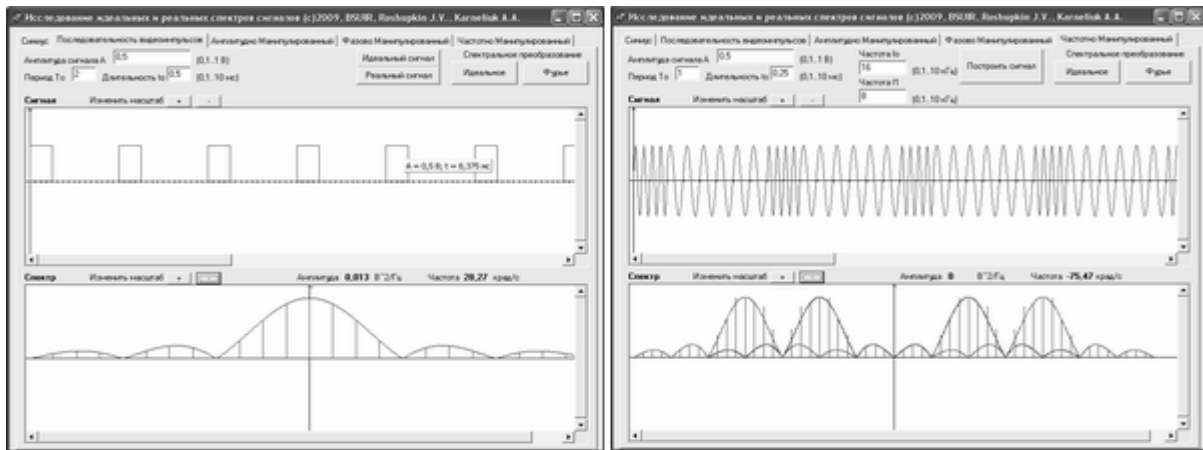 Исследование идеальных и реальных спектров сигналов (c)2009, BSUIR, Roshupkin J.V., Karneliuk A.A.
Синус Последовательность видеоимпульсов Амплитудно Манипулированный Фазово Манипулированный Частотно Манипулированный
Амплитуда сигнала A 0,5 (0,1..1 В)
Период To 2 Длительность to 0,5 (0,1..10 мс)
Идеальный сигнал
Реальный сигнал
Спектральное преобразование
Идеальное Фурье
Сигнал Изменить масштаб + -
A = 0,5 В; t = 8,375 мс
Спектр Изменить масштаб + Амплитуда 0,013 В^2/Гц Частота 20,27 крад/с
Исследование идеальных и реальных спектров сигналов (c)2009, BSUIR, Roshupkin J.V., Karneliuk A.A.
Синус Последовательность видеоимпульсов Амплитудно Манипулированный Фазово Манипулированный Частотно Манипулированный
Амплитуда сигнала A 0,5 (0,1..1 В)
Период To 1 Длительность to 0,25 (0,1..10 мс)
Частота fo
16 (0,1..10 кГц)
Частота f1
8 (0,1..10 кГц)
Построить сигнал
Спектральное преобразование
Идеальное Фурье
Сигнал Изменить масштаб + -
Спектр Изменить масштаб + Амплитуда 0 В^2/Гц Частота -75,47 крад/с